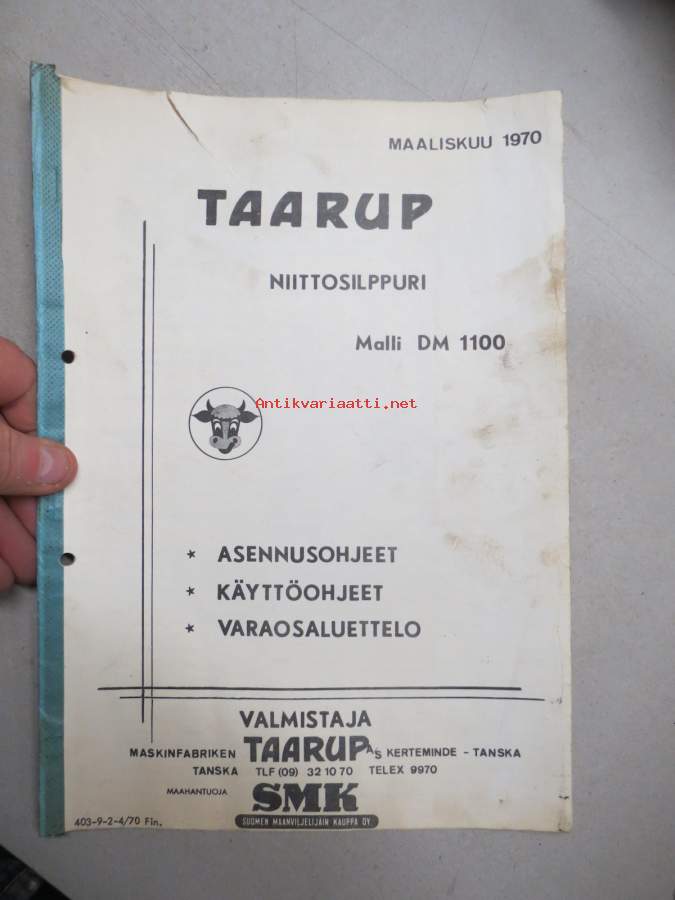 MAALISKUU 1970
TAARUP
NIITTOSILPPURI
Malli DM 1100
Antikvariaatti.net
* ASENNUSOHJEET
* KÄYTTÖOHJEET
* VARAOSALUETTELO
VALMISTAJA
MASKINFABRIKEN TAARUP A/S KERTEMINDE - TANSKA
TANSKA TLF (09) 32 10 70 TELEX 9970
MAAHANTUOJA SMK
SUOMEN MAANVILJELIJÄIN KAUPPA OY
403-9-2-4/70 Fin.